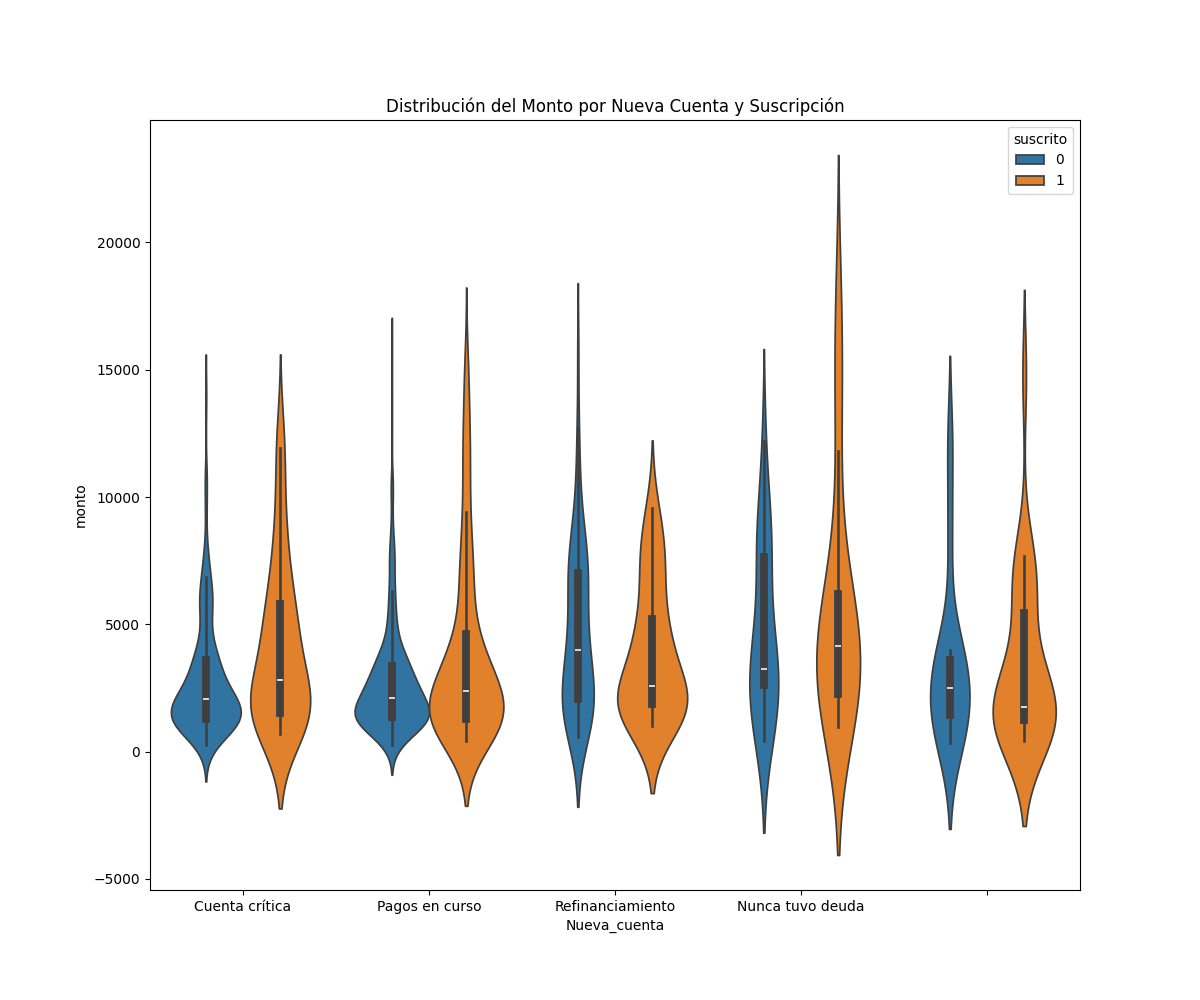 Distribución del Monto por Nueva Cuenta y Suscripción
suscrito
0
1
20000
15000
10000
5000
0
−5000
monto
Cuenta crítica
Pagos en curso
Refinanciamiento
Nunca tuvo deuda
Nueva_cuenta